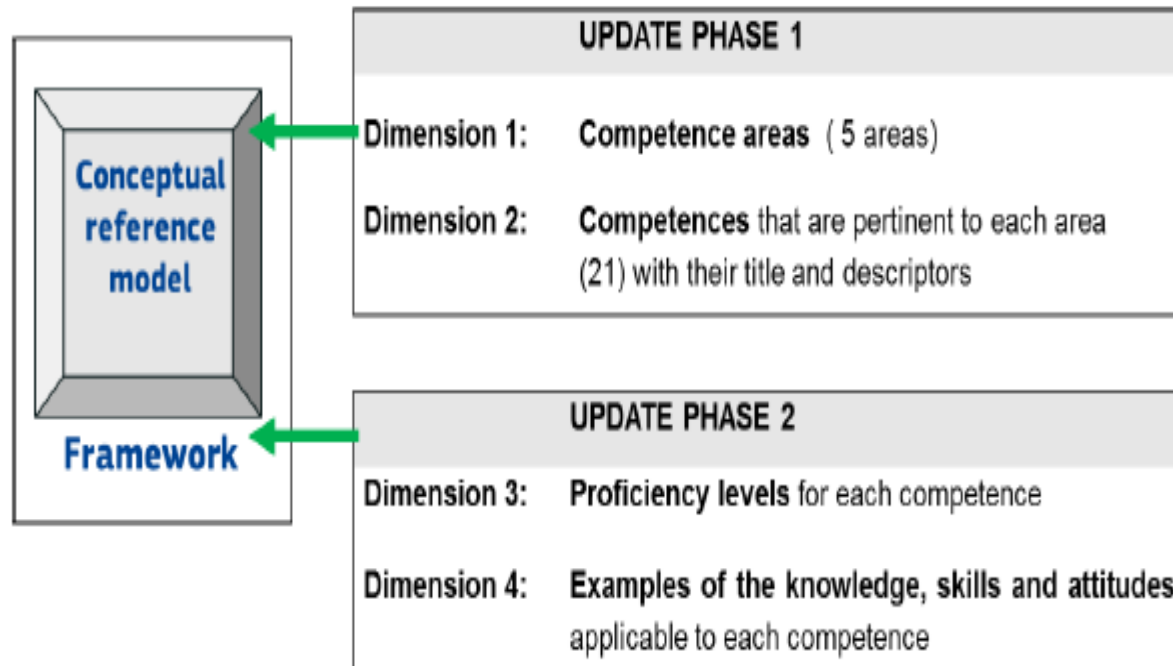 Conceptual
reference
model
Framework
UPDATE PHASE 1
Dimension 1: Competence areas ( 5 areas)
Dimension 2: Competences that are pertinent to each area
(21) with their title and descriptors
UPDATE PHASE 2
Dimension 3: Proficiency levels for each competence
Dimension 4: Examples of the knowledge, skills and attitudes
applicable to each competence